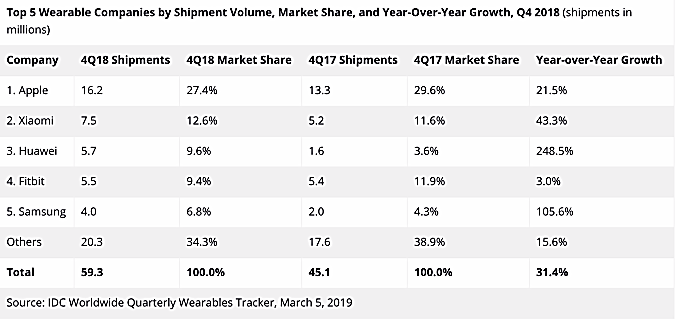 Top 5 Wearable Companies by Shipment Volume, Market Share, and Year-Over-Year Growth, Q4 2018 (shipments in
millions)
Company 4Q18 Shipments 4Q18 Market Share 4Q17 Shipments 4Q17 Market Share Year-over-Year Growth
1. Apple 16.2 27.4% 13.3 29.6% 21.5%
2. Xiaomi 7.5 12.6% 5.2 11.6% 43.3%
3. Huawei 5.7 9.6% 1.6 3.6% 248.5%
4. Fitbit 5.5 9.4% 5.4 11.9% 3.0%
5. Samsung 4.0 6.8% 2.0 4.3% 105.6%
Others 20.3 34.3% 17.6 38.9% 15.6%
Total 59.3 100.0% 45.1 100.0% 31.4%
Source: IDC Worldwide Quarterly Wearables Tracker, March 5, 2019